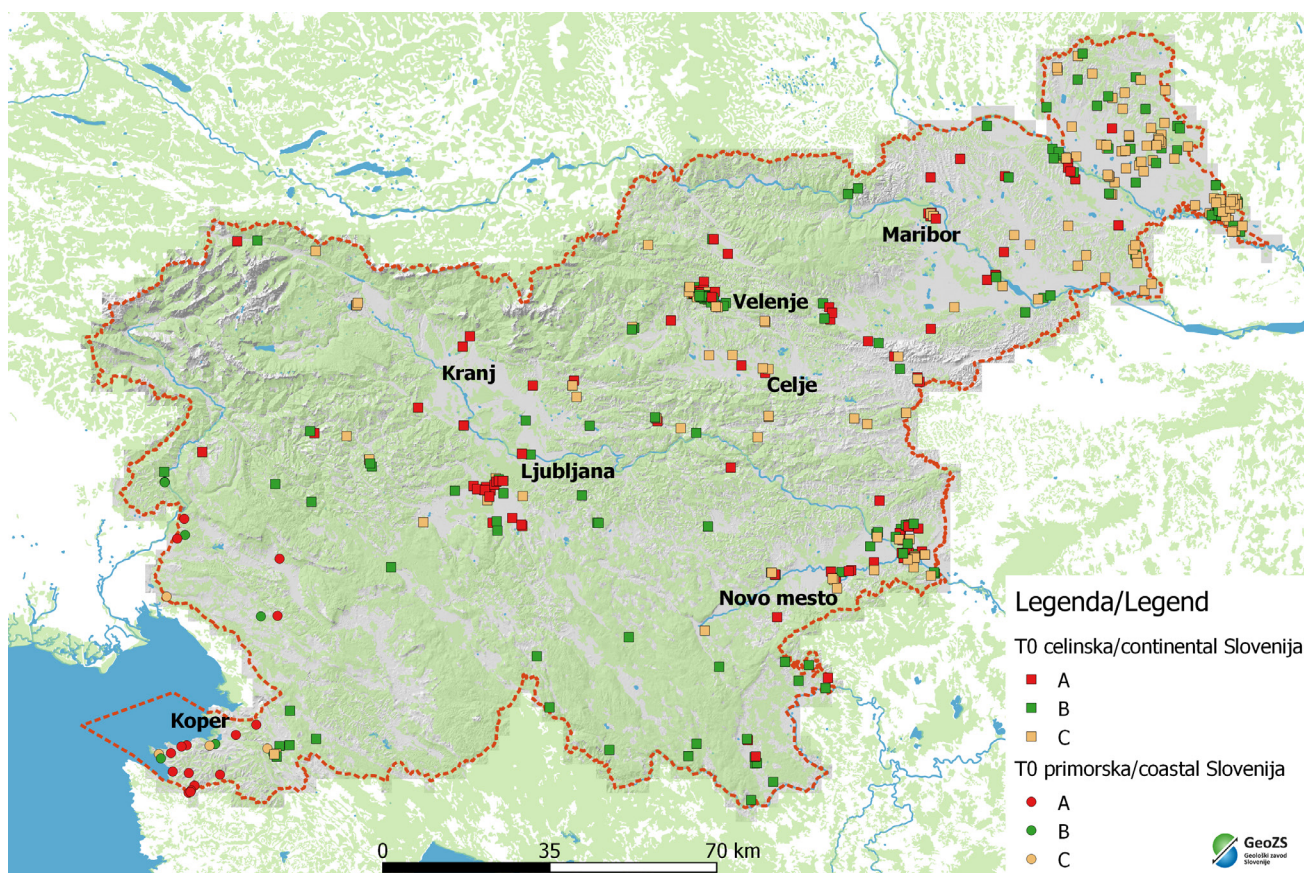 Maribor
Velenje
Kranj
Celje
Ljubljana
Novo mesto
Koper
Legenda/Legend
T0 celinska/continental Slovenija
A
B
C
T0 primorska/coastal Slovenija
A
B
C
0 35 70 km
GeoZS
Geološki zavod
Slovenije